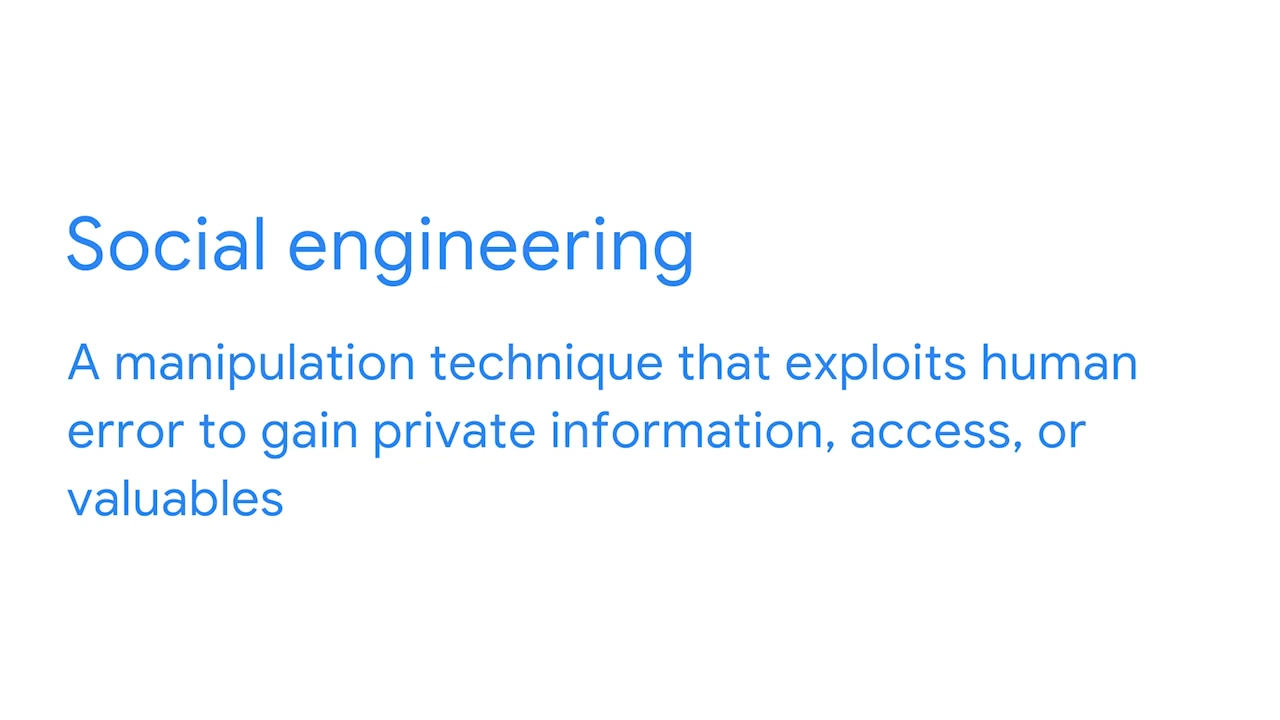 Social engineering
A manipulation technique that exploits human
error to gain private information, access, or
valuables